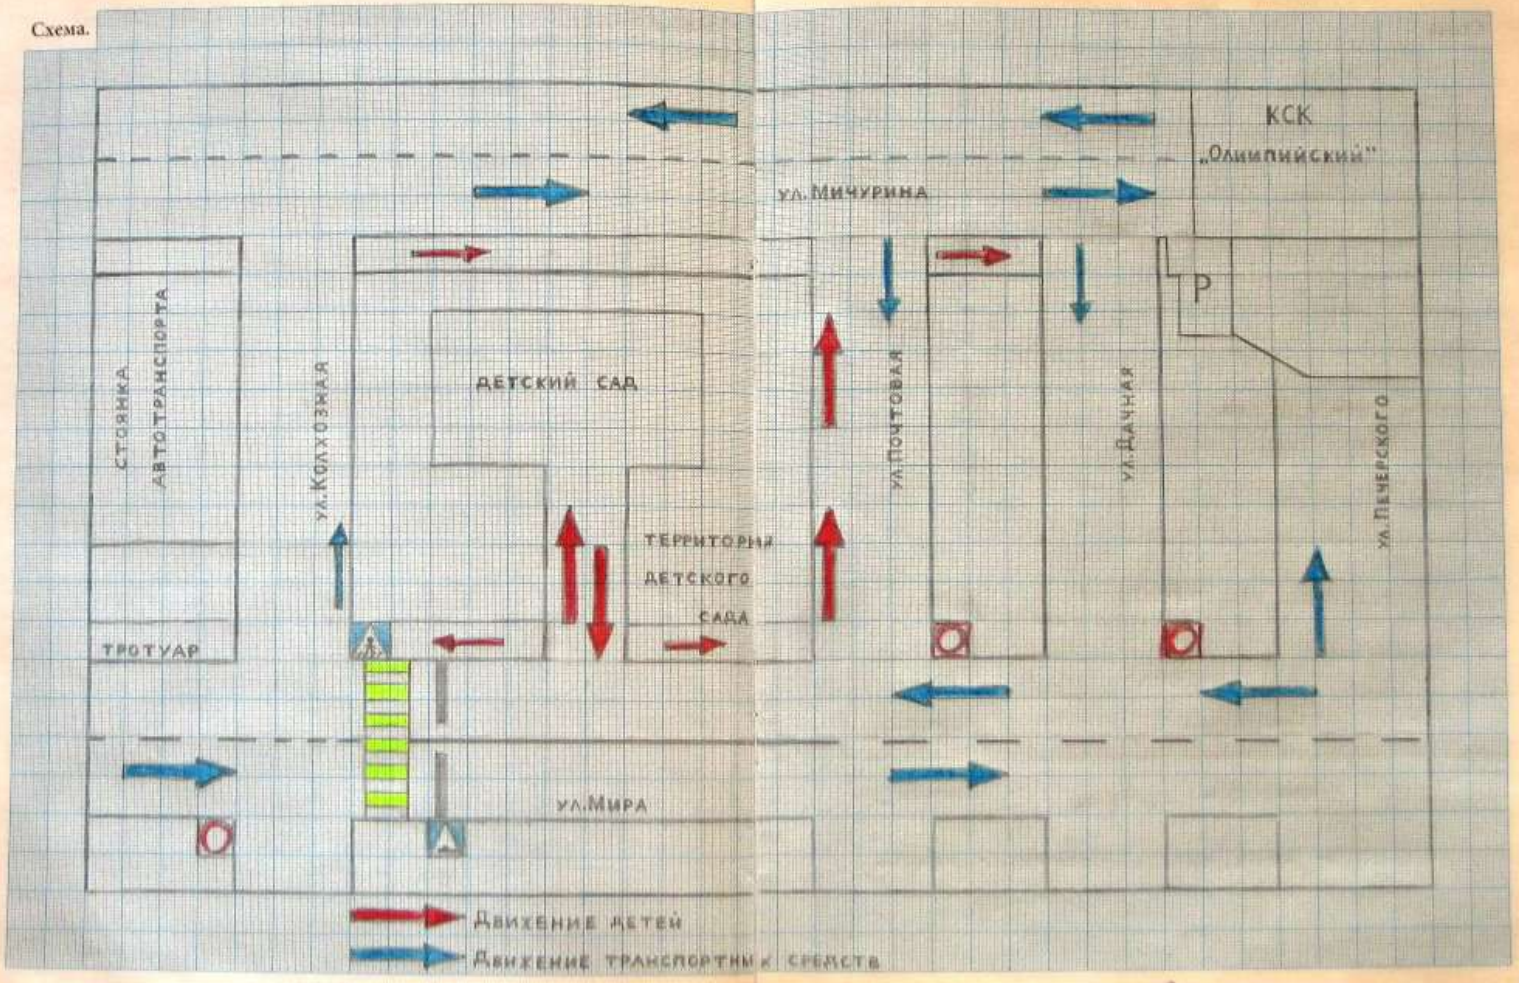 Схема.
КСК
„Олимпийский"
ул. Мичурина
P
СТОЯНКА
АВТОТРАНСПОРТА
ул. Колхозная
ДЕТСКИЙ САД
ул. Почтовая
ул. Дачная
ул. Печерского
ТЕРРИТОРИЯ
ДЕТСКОГО
САДА
ТРОТУАР
ул. Мира
Движение детей
Движение транспортных средств